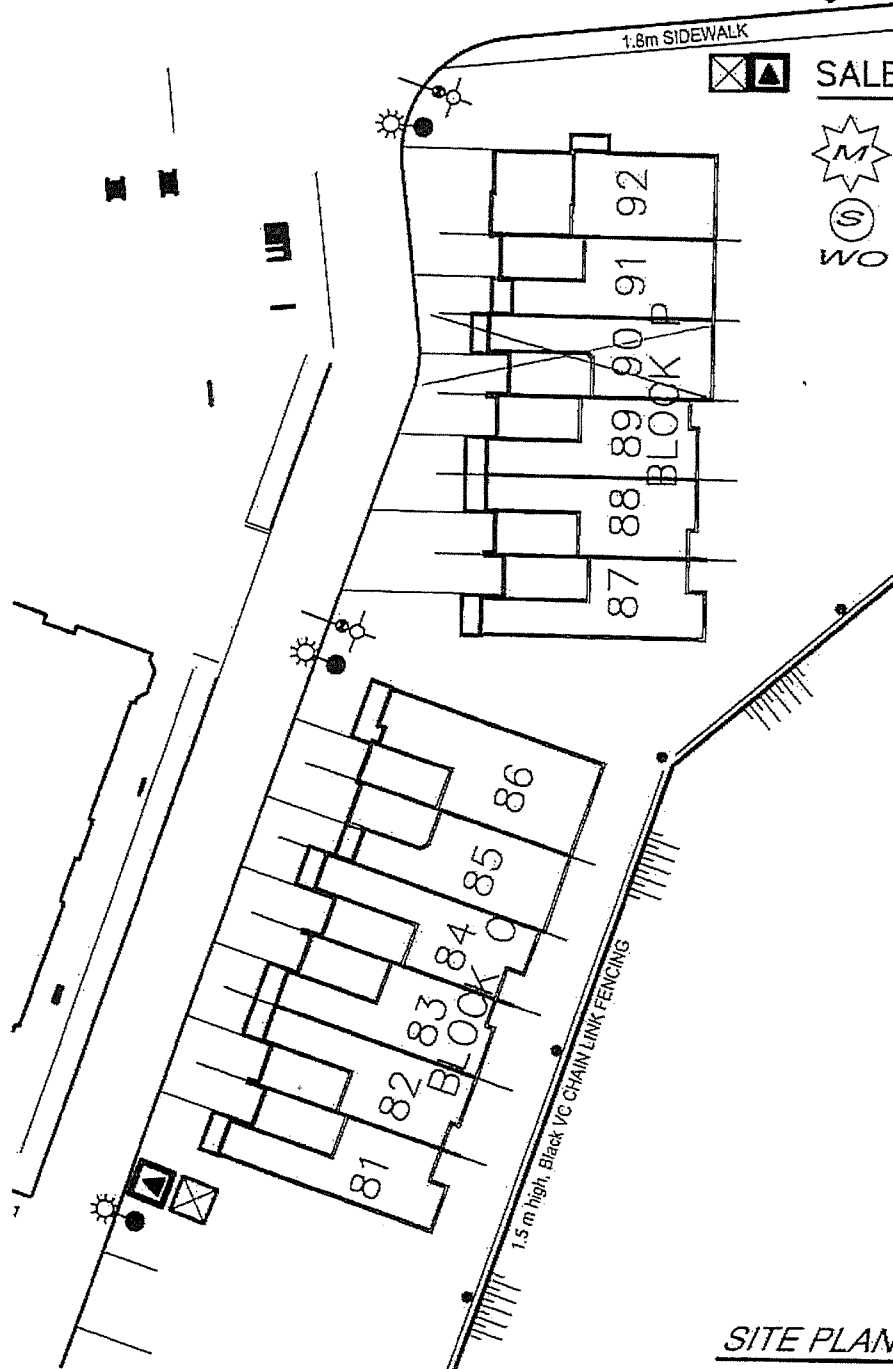 1.8m SIDEWALK
SALE
M
S
WO
92
91
90
89
88
87
BLOCK P
86
85
84
83
82
81
BLOCK O
1.5 m high, Black VC CHAIN LINK FENCING
SITE PLAN